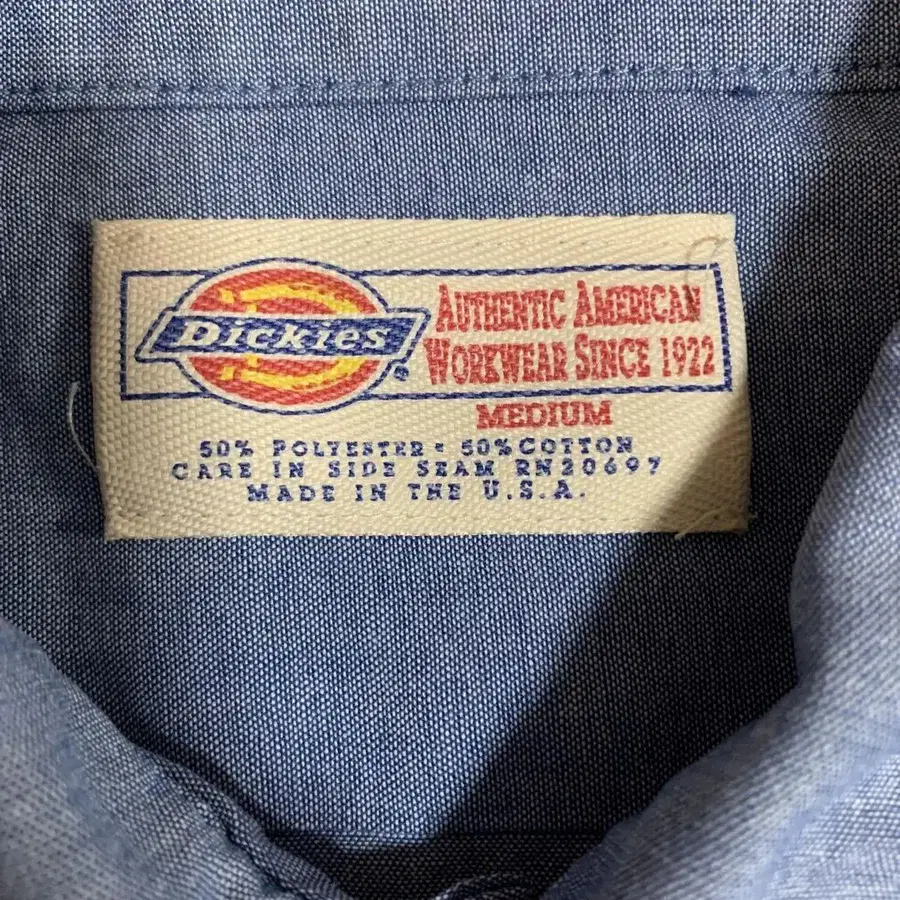 Dickies
AUTHENTIC AMERICAN
WORKWEAR SINCE 1922
MEDIUM
50% POLYESTER = 50% COTTON
CARE IN SIDE SEAM RN20697
MADE IN THE U.S.A.